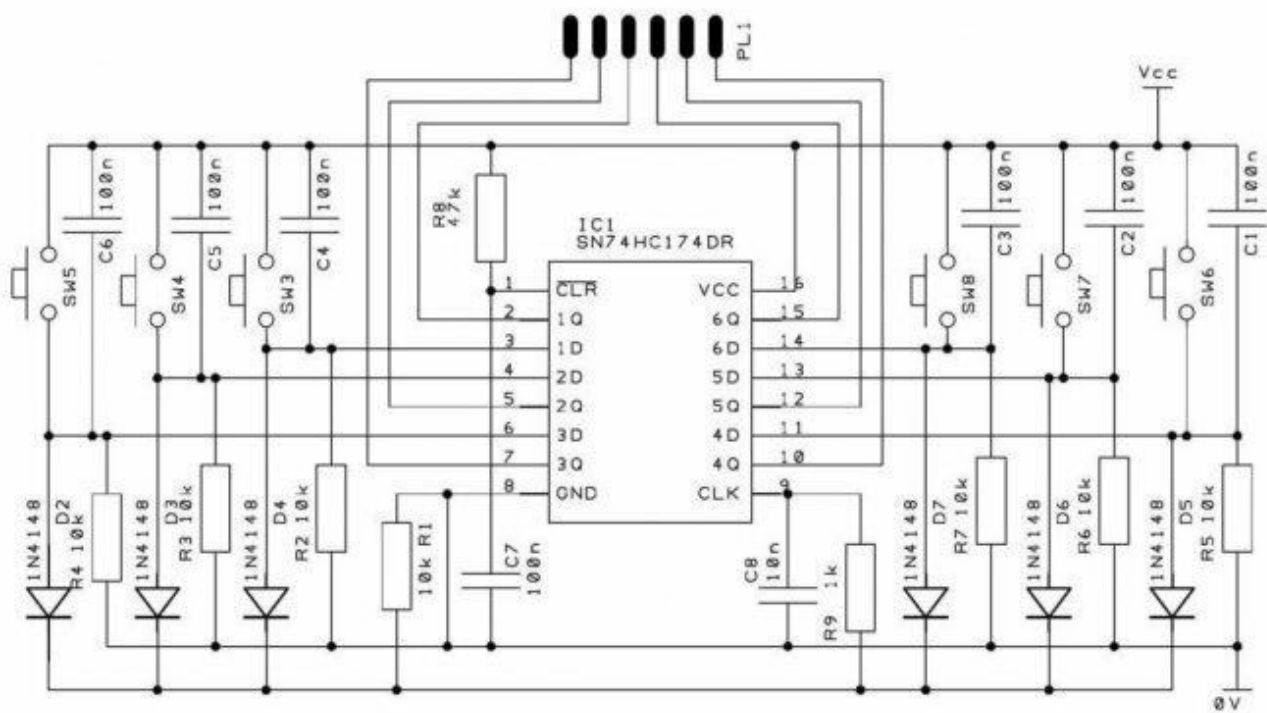 PL1
Vcc
100n
C6
100n
C5
100n
C4
R8
47k
IC1
SN74HC174DR
100n
C3
100n
C2
100n
C1
SW5
SW4
SW3
SW8
SW7
SW6
1 CLR VCC 16
2 1Q 6Q 15
3 1D 6D 14
4 2D 5D 13
5 2Q 5Q 12
6 3D 4D 11
7 3Q 4Q 10
8 GND CLK 9
1N4148
D2
R4 10k
1N4148
D3
R3 10k
1N4148
D4
R2 10k
10k R1
C7
100n
C8
10n
1k
R9
1N4148
D7
R7 10k
1N4148
D6
R6 10k
1N4148
D5
R5 10k
0V